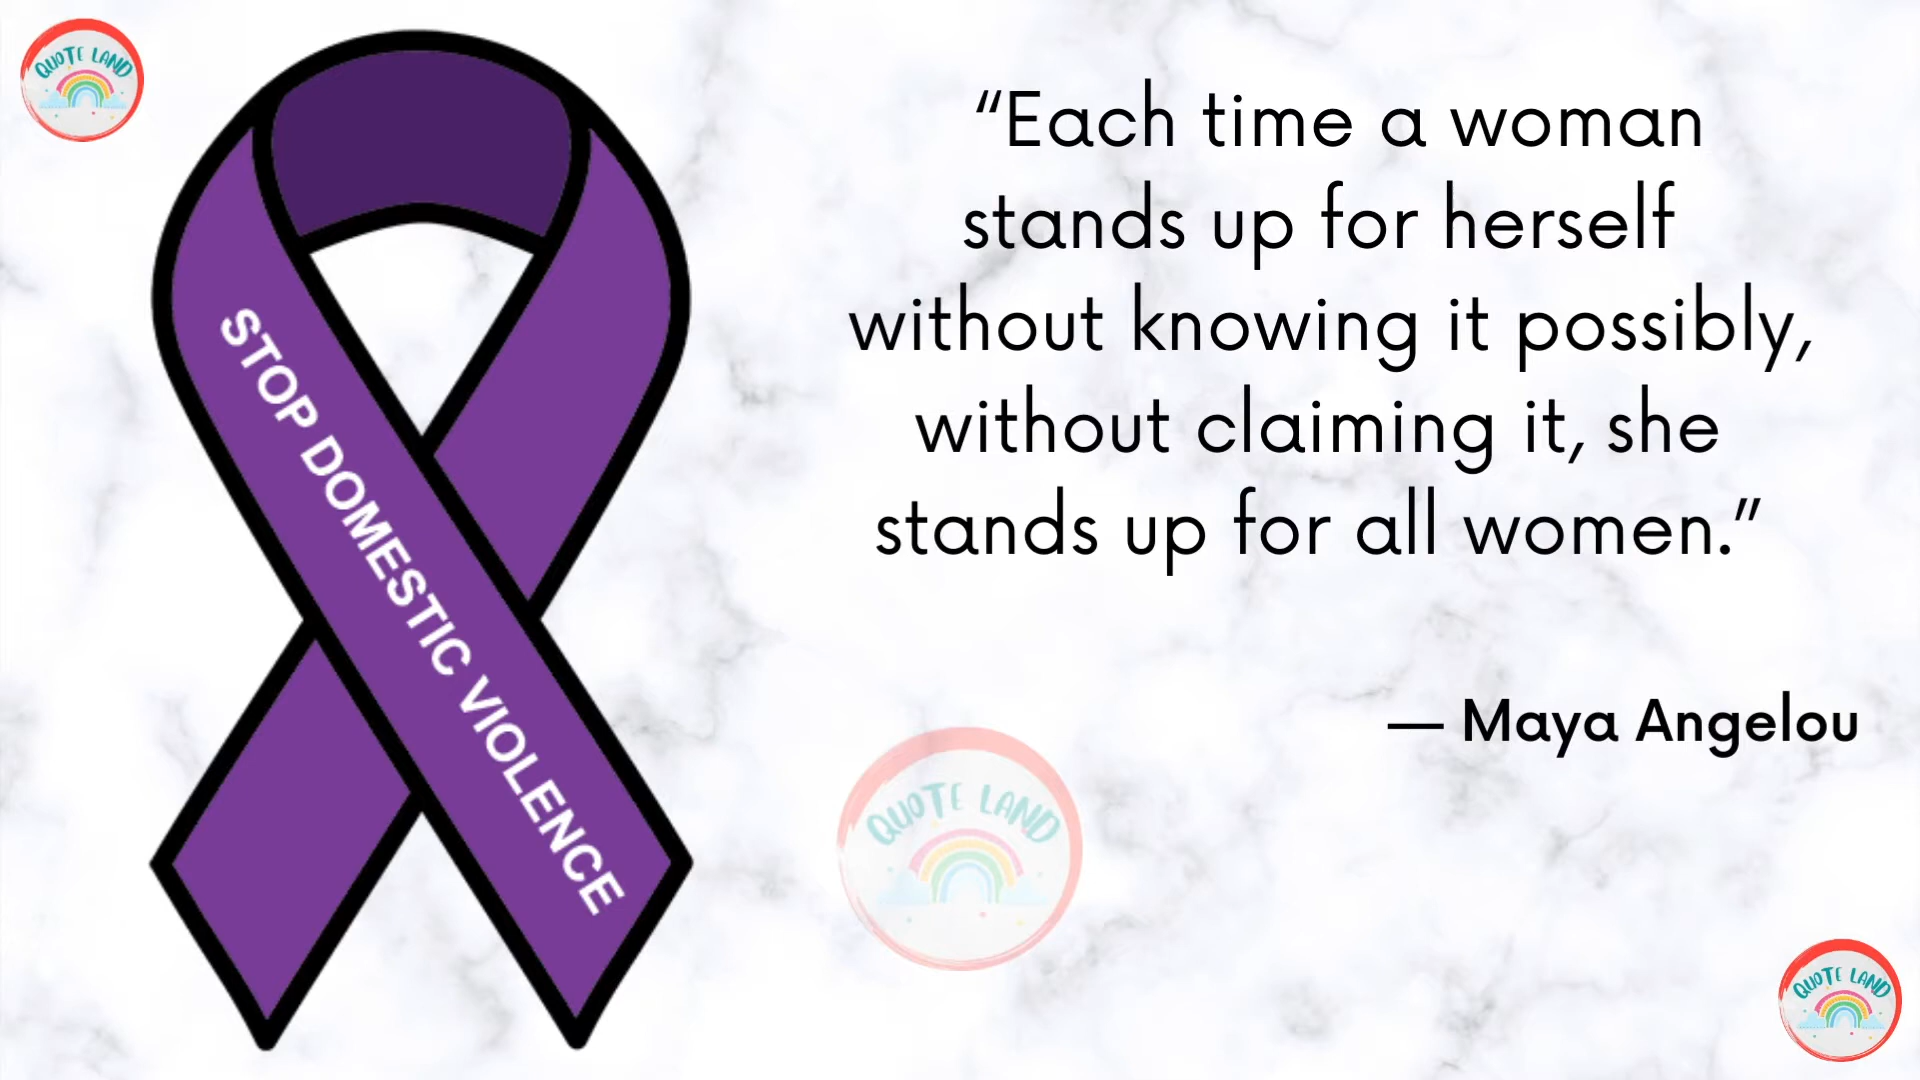 QUOTE LAND
STOP DOMESTIC VIOLENCE
“Each time a woman
stands up for herself
without knowing it possibly,
without claiming it, she
stands up for all women.”
— Maya Angelou
QUOTE LAND
QUOTE LAND